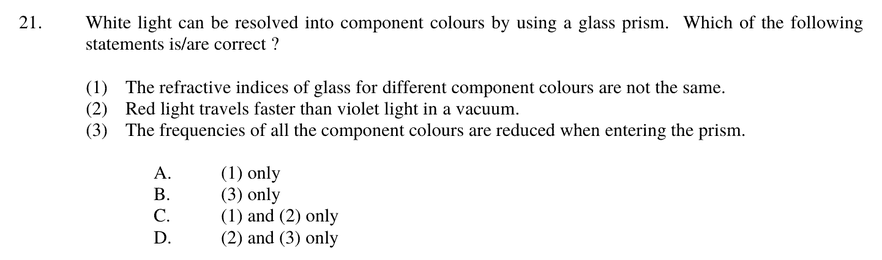 21. White light can be resolved into component colours by using a glass prism. Which of the following
statements is/are correct ?
(1) The refractive indices of glass for different component colours are not the same.
(2) Red light travels faster than violet light in a vacuum.
(3) The frequencies of all the component colours are reduced when entering the prism.
A. (1) only
B. (3) only
C. (1) and (2) only
D. (2) and (3) only